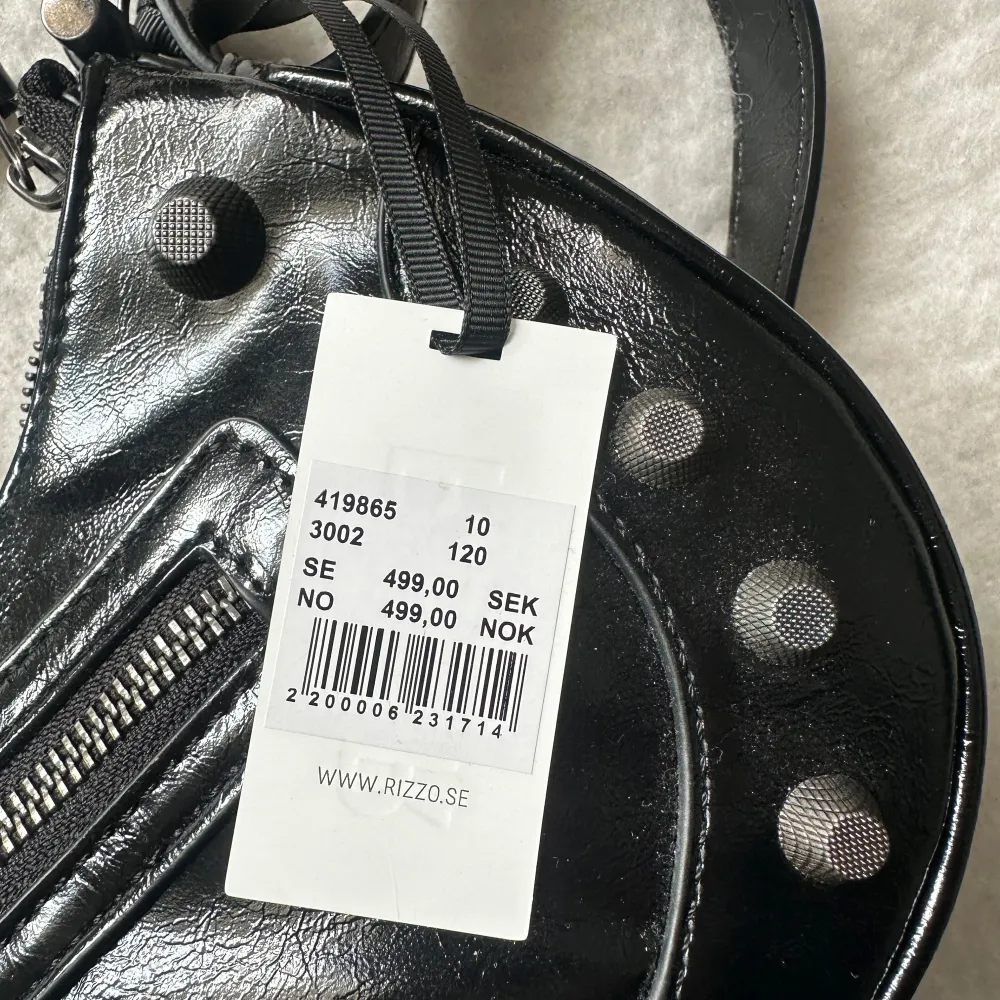 419865 10
3002 120
SE 499,00 SEK
NO 499,00 NOK
2 200006 231714
WWW.RIZZO.SE